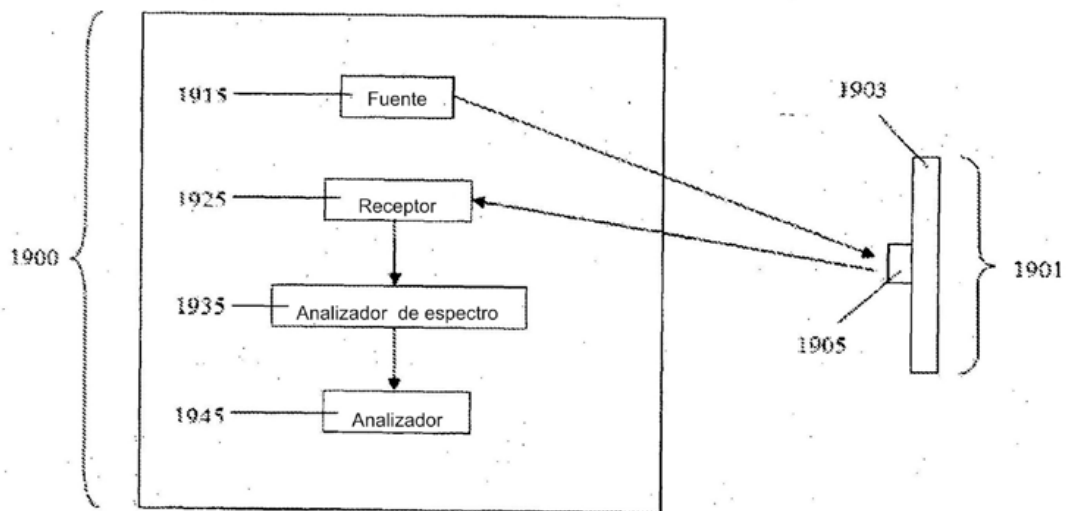 1915
Fuente
1903
1925
Receptor
1900
1901
1935
Analizador de espectro
1905
1945
Analizador